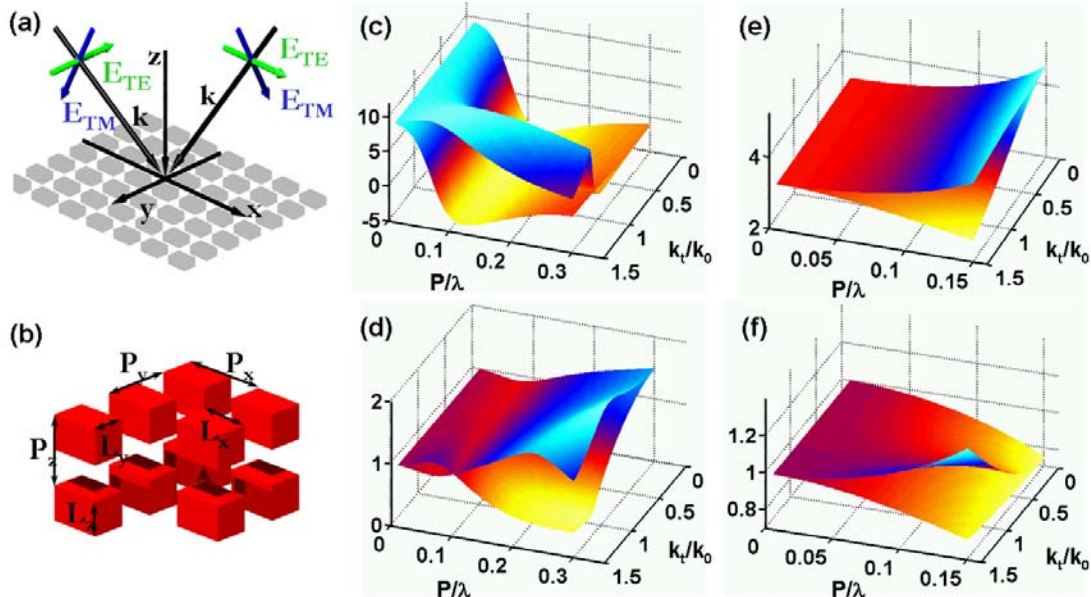 (a)
E_TE
E_TM
k
z
k
E_TE
E_TM
y
x
(b)
P_y
P_x
L_x
L_y
P_z
L_z
(c)
10
5
0
-5
0
0.1
0.2
0.3
P/λ
0
0.5
1
1.5
k_t/k_0
(d)
2
1
0
0
0.1
0.2
0.3
P/λ
0
0.5
1
1.5
k_t/k_0
(e)
4
2
0
0.05
0.1
0.15
P/λ
0
0.5
1
1.5
k_t/k_0
(f)
1.2
1
0.8
0
0.05
0.1
0.15
P/λ
0
0.5
1
1.5
k_t/k_0